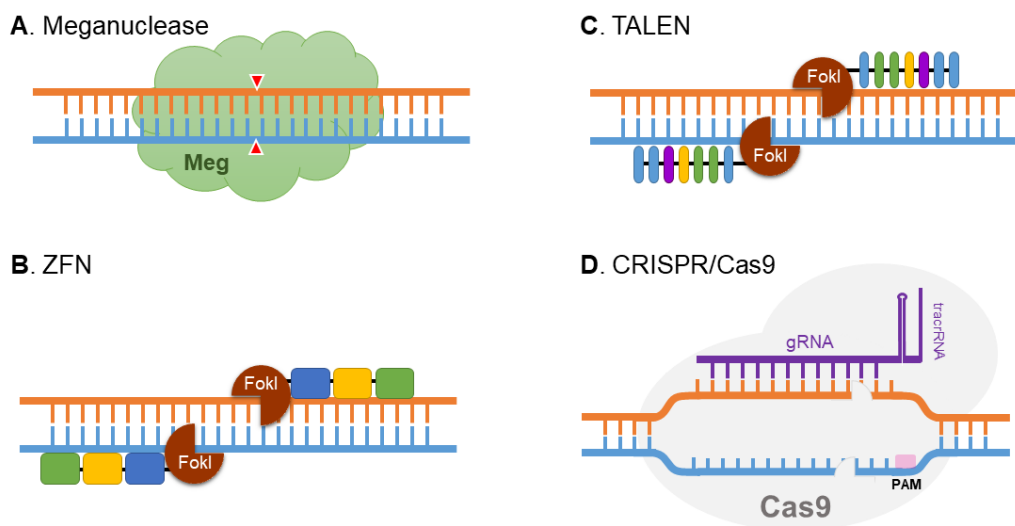 A. Meganuclease
Meg
B. ZFN
FokI
FokI
C. TALEN
FokI
FokI
D. CRISPR/Cas9
gRNA
tracrRNA
PAM
Cas9